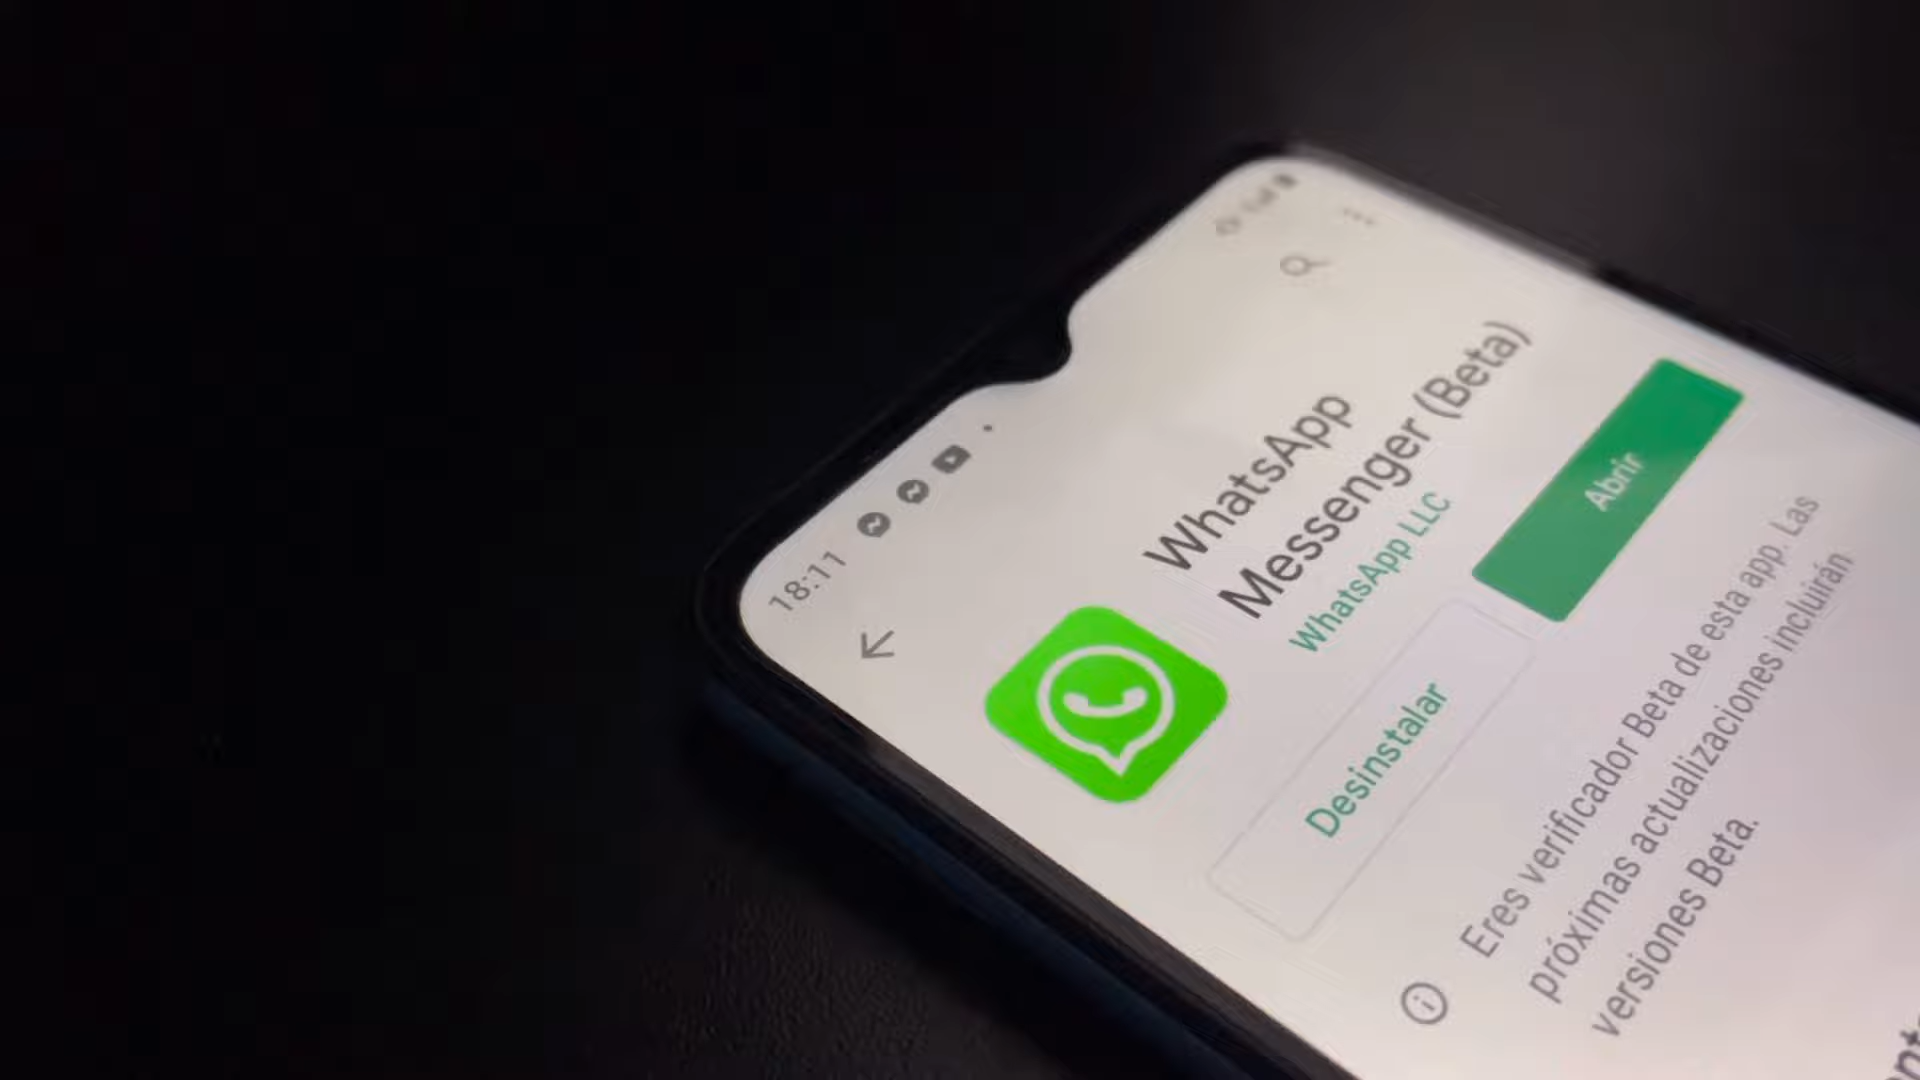 18:11
WhatsApp
Messenger (Beta)
WhatsApp LLC
Desinstalar
Abrir
Eres verificador Beta de esta app. Las
próximas actualizaciones incluirán
versiones Beta.